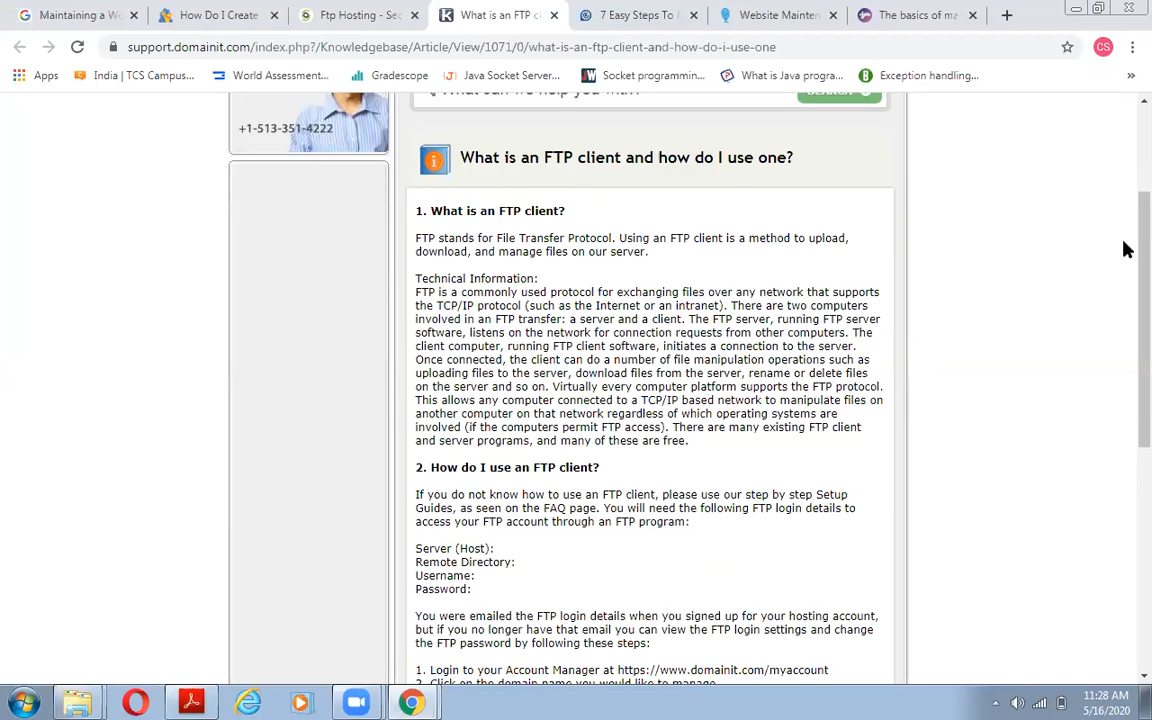 Maintaining a We
How Do I Create
Ftp Hosting - Sec
What is an FTP cl
7 Easy Steps To
Website Mainten
The basics of ma
support.domainit.com/index.php?/Knowledgebase/Article/View/1071/0/what-is-an-ftp-client-and-how-do-i-use-one
CS
Apps
India | TCS Campus...
World Assessment...
Gradescope
Java Socket Server...
Socket programmin...
What is Java progra...
Exception handling...
»
+1-513-351-4222
What is an FTP client and how do I use one?
1. What is an FTP client?
FTP stands for File Transfer Protocol. Using an FTP client is a method to upload,
download, and manage files on our server.
Technical Information:
FTP is a commonly used protocol for exchanging files over any network that supports
the TCP/IP protocol (such as the Internet or an intranet). There are two computers
involved in an FTP transfer: a server and a client. The FTP server, running FTP server
software, listens on the network for connection requests from other computers. The
client computer, running FTP client software, initiates a connection to the server.
Once connected, the client can do a number of file manipulation operations such as
uploading files to the server, download files from the server, rename or delete files
on the server and so on. Virtually every computer platform supports the FTP protocol.
This allows any computer connected to a TCP/IP based network to manipulate files on
another computer on that network regardless of which operating systems are
involved (if the computers permit FTP access). There are many existing FTP client
and server programs, and many of these are free.
2. How do I use an FTP client?
If you do not know how to use an FTP client, please use our step by step Setup
Guides, as seen on the FAQ page. You will need the following FTP login details to
access your FTP account through an FTP program:
Server (Host):
Remote Directory:
Username:
Password:
You were emailed the FTP login details when you signed up for your hosting account,
but if you no longer have that email you can view the FTP login settings and change
the FTP password by following these steps:
1. Login to your Account Manager at https://www.domainit.com/myaccount
2. Click on the domain name you would like to manage
11:28 AM
5/16/2020